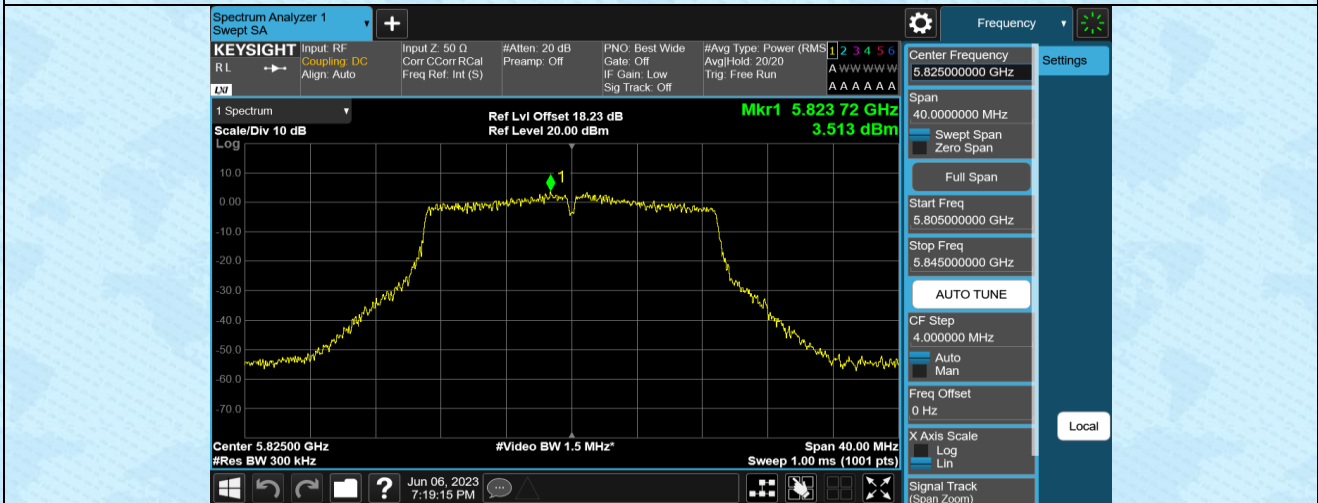 Spectrum Analyzer 1
Swept SA
Frequency
KEYSIGHT
RL
LXI
Input: RF
Coupling: DC
Align: Auto
Input Z: 50 Ω
Corr CCorr RCal
Freq Ref: Int (S)
#Atten: 20 dB
Preamp: Off
PNO: Best Wide
Gate: Off
IF Gain: Low
Sig Track: Off
#Avg Type: Power (RMS
Avg|Hold: 20/20
Trig: Free Run
1 2 3 4 5 6
A W W W W W
A A A A A A
1 Spectrum
Scale/Div 10 dB
Log
Ref Lvl Offset 18.23 dB
Ref Level 20.00 dBm
Mkr1 5.823 72 GHz
3.513 dBm
1
10.0
0.00
-10.0
-20.0
-30.0
-40.0
-50.0
-60.0
-70.0
Center 5.82500 GHz
#Res BW 300 kHz
#Video BW 1.5 MHz*
Span 40.00 MHz
Sweep 1.00 ms (1001 pts)
Center Frequency
5.825000000 GHz
Span
40.0000000 MHz
Swept Span
Zero Span
Full Span
Start Freq
5.805000000 GHz
Stop Freq
5.845000000 GHz
AUTO TUNE
CF Step
4.000000 MHz
Auto
Man
Freq Offset
0 Hz
X Axis Scale
Log
Lin
Signal Track
(Span Zoom)
Settings
Local
?
Jun 06, 2023
7:19:15 PM